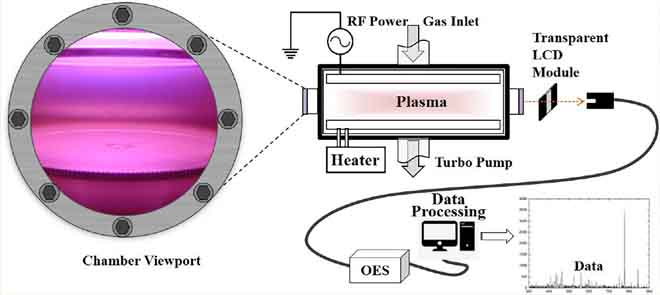 RF Power
Gas Inlet
Transparent
LCD
Module
Plasma
Heater
Turbo Pump
Data
Processing
Chamber Viewport
OES
Data